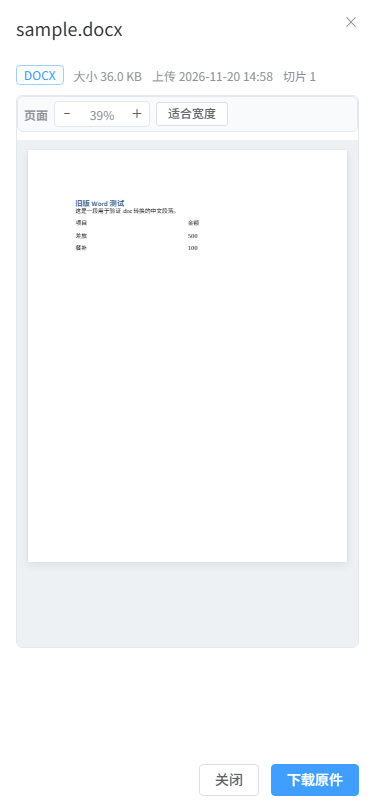 sample.docx
DOCX 大小 36.0 KB 上传 2026-11-20 14:58 切片 1
页面 − 39% + 适合宽度
旧版 Word 测试
这是一段用于验证 .doc 转换的中文段落。
项目 金额
差旅 500
餐补 100
关闭 下载原件